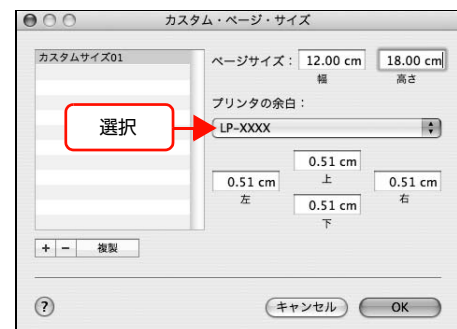 カスタム・ページ・サイズ
カスタムサイズ01
ページサイズ： 12.00 cm 18.00 cm
幅 高さ
プリンタの余白：
選択
LP-XXXX
0.51 cm
上
0.51 cm 0.51 cm
左 右
0.51 cm
下
+ − 複製
? キャンセル OK